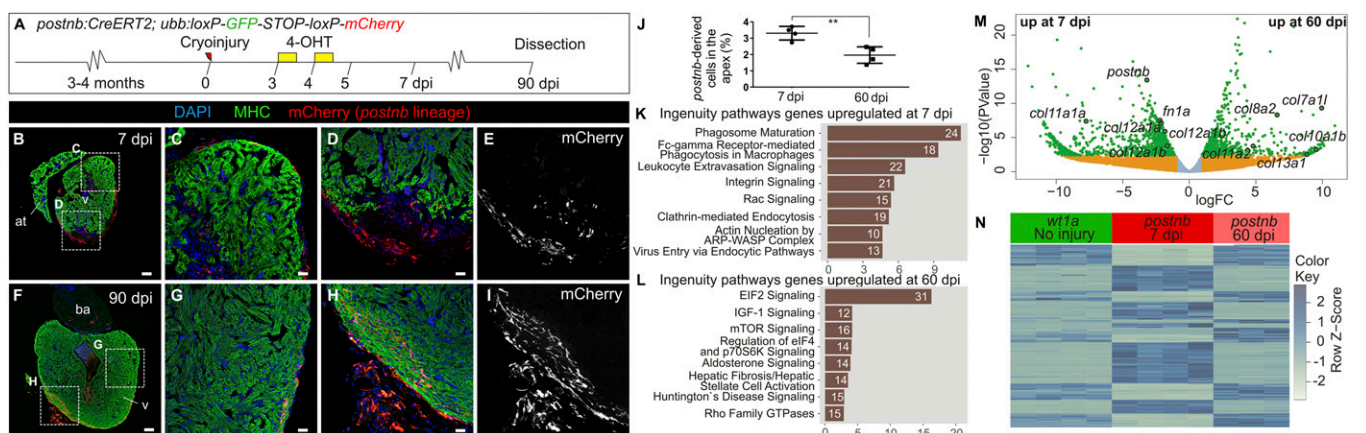 A postnb:CreERT2; ubb:loxP-GFP-STOP-loxP-mCherry
Cryoinjury 4-OHT Dissection
3-4 months 0 3 4 5 7 dpi 90 dpi
DAPI MHC mCherry (postnb lineage)
B 7 dpi
C
D
v
at
C
D
E mCherry
F 90 dpi
ba
G
H
v
G
H
I mCherry
J
postnb-derived
cells in the
apex (%)
**
4
3
2
1
0
7 dpi 60 dpi
K Ingenuity pathways genes upregulated at 7 dpi
Phagosome Maturation 24
Fc-gamma Receptor-mediated
Phagocytosis in Macrophages 18
Leukocyte Extravasation Signaling 22
Integrin Signaling 21
Rac Signaling 15
Clathrin-mediated Endocytosis 19
Actin Nucleation by
ARP-WASP Complex 10
Virus Entry via Endocytic Pathways 13
0 3 6 9
L Ingenuity pathways genes upregulated at 60 dpi
EIF2 Signaling 31
IGF-1 Signaling 12
mTOR Signaling 16
Regulation of eIF4
and p70S6K Signaling 14
Aldosterone Signaling 14
Hepatic Fibrosis/Hepatic
Stellate Cell Activation 14
Huntington`s Disease Signaling 15
Rho Family GTPases 15
0 5 10 15 20
M
up at 7 dpi up at 60 dpi
−log10(PValue)
20
15
10
5
0
postnb
col11a1a
fn1a
col12a1a
col12a1b
col12a1b
col8a2
col7a1l
col10a1b
col11a2
col13a1
−10 −5 0 5 10
logFC
N
wt1a postnb postnb
No injury 7 dpi 60 dpi
Color
Key
2
1
0
−1
−2
Row Z−Score